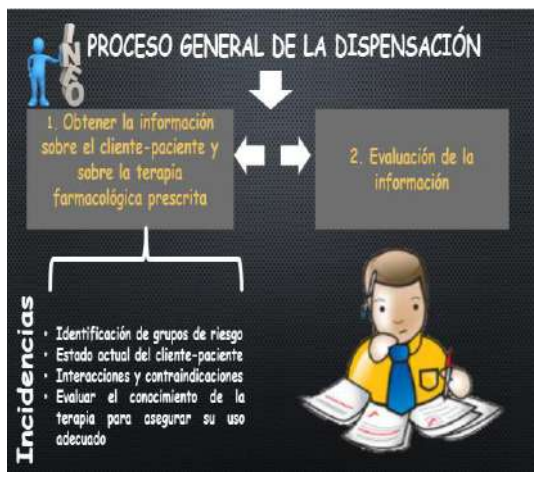 INFO
PROCESO GENERAL DE LA DISPENSACIÓN
1. Obtener la información
sobre el cliente-paciente y
sobre la terapia
farmacológica prescrita
2. Evaluación de la
información
Incidencias
• Identificación de grupos de riesgo
• Estado actual del cliente-paciente
• Interacciones y contraindicaciones
• Evaluar el conocimiento de la
terapia para asegurar su uso
adecuado